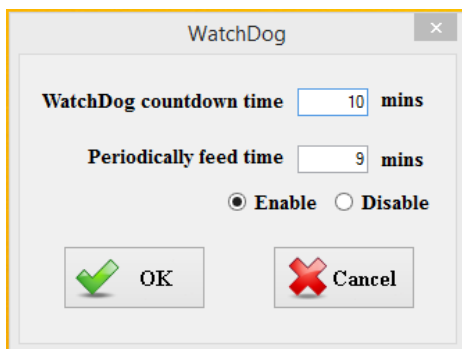 WatchDog
WatchDog countdown time 10 mins
Periodically feed time 9 mins
Enable Disable
OK Cancel